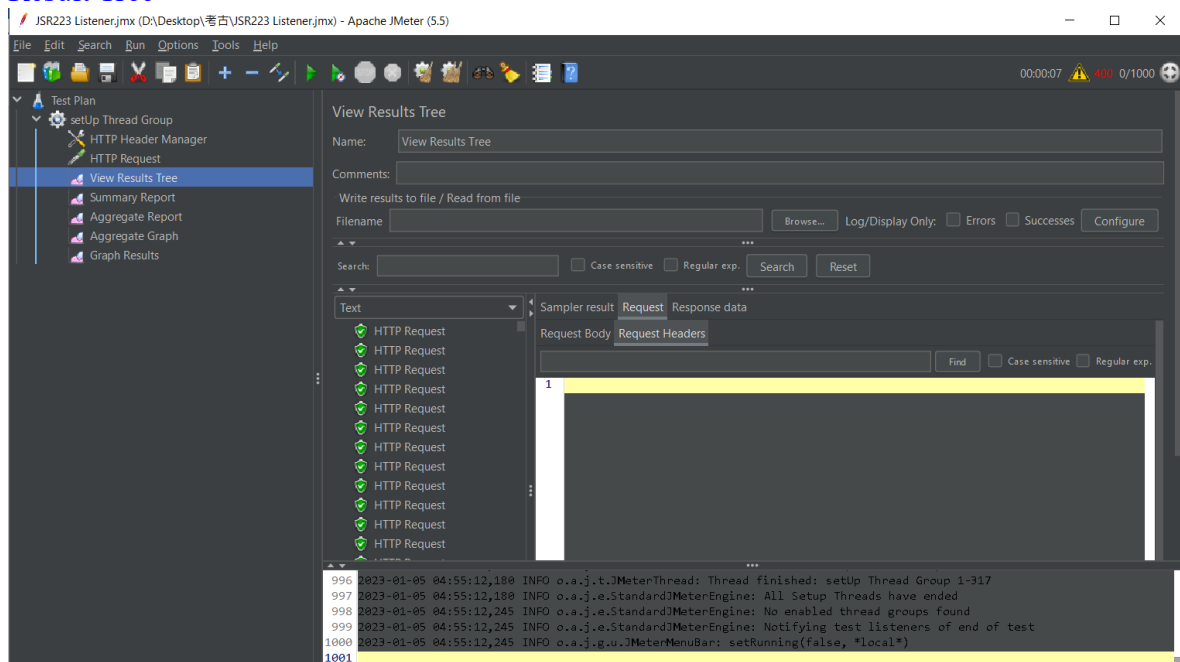 JSR223 Listener.jmx (D:\Desktop\考古\JSR223 Listener.jmx) - Apache JMeter (5.5)
File Edit Search Run Options Tools Help
00:00:07 400 0/1000
Test Plan
setUp Thread Group
HTTP Header Manager
HTTP Request
View Results Tree
Summary Report
Aggregate Report
Aggregate Graph
Graph Results
View Results Tree
Name: View Results Tree
Comments:
Write results to file / Read from file
Filename Browse... Log/Display Only: Errors Successes Configure
Search: Case sensitive Regular exp. Search Reset
Text
HTTP Request
HTTP Request
HTTP Request
HTTP Request
HTTP Request
HTTP Request
HTTP Request
HTTP Request
HTTP Request
HTTP Request
HTTP Request
HTTP Request
Sampler result Request Response data
Request Body Request Headers
Find Case sensitive Regular exp.
1
996 2023-01-05 04:55:12,180 INFO o.a.j.t.JMeterThread: Thread finished: setUp Thread Group 1-317
997 2023-01-05 04:55:12,180 INFO o.a.j.e.StandardJMeterEngine: All Setup Threads have ended
998 2023-01-05 04:55:12,245 INFO o.a.j.e.StandardJMeterEngine: No enabled thread groups found
999 2023-01-05 04:55:12,245 INFO o.a.j.e.StandardJMeterEngine: Notifying test listeners of end of test
1000 2023-01-05 04:55:12,245 INFO o.a.j.g.u.JMeterMenuBar: setRunning(false, *local*)
1001